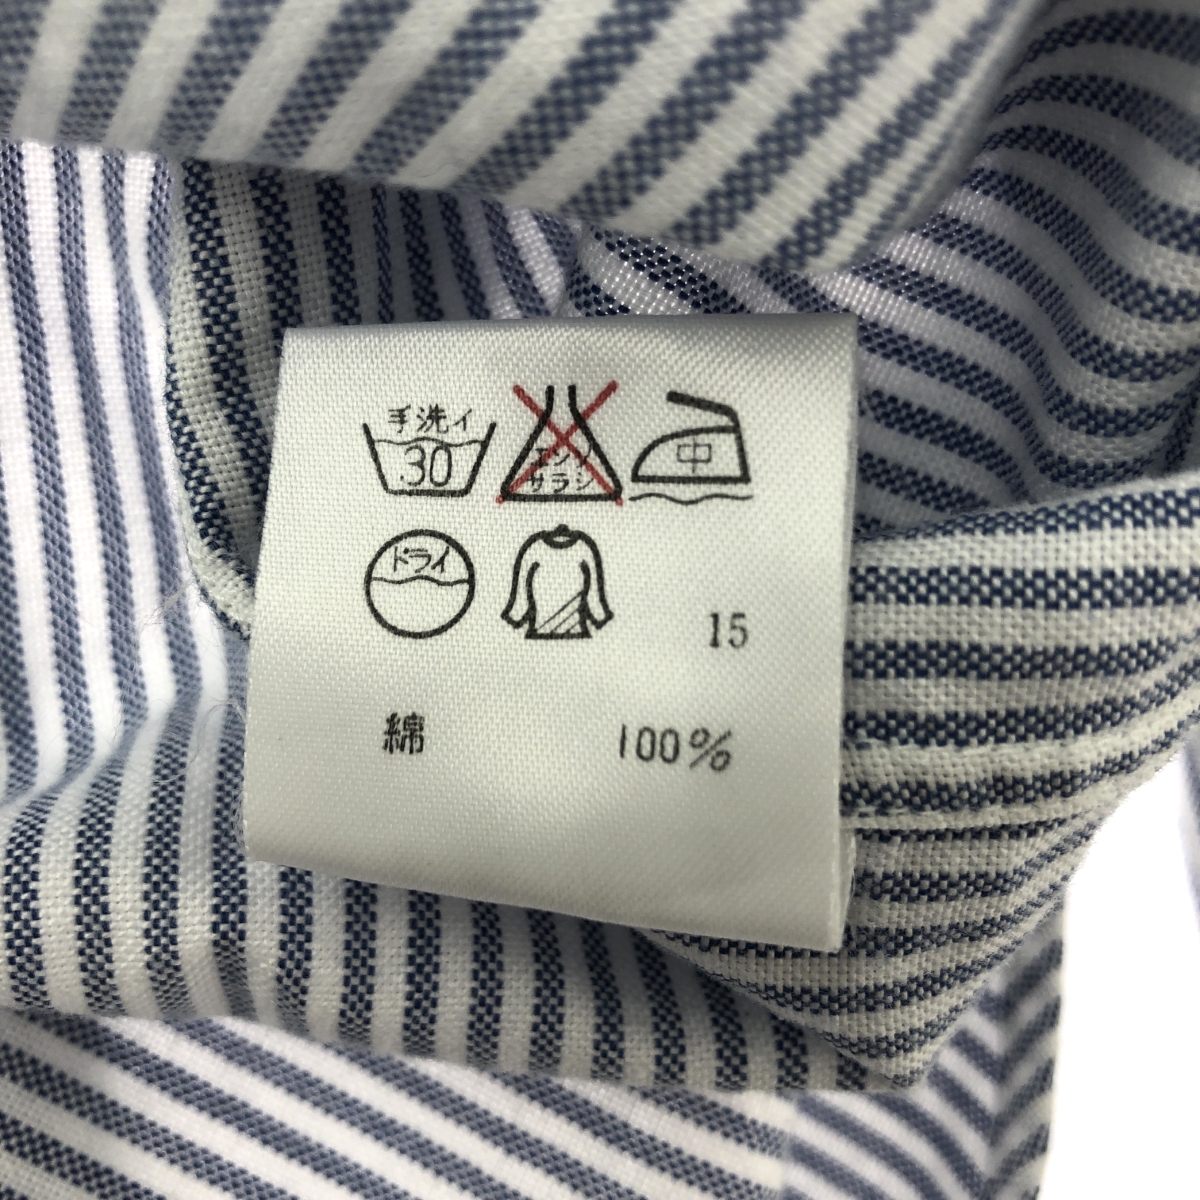 手洗イ エンソ 中
30 サラシ
ドライ
15
綿 100%